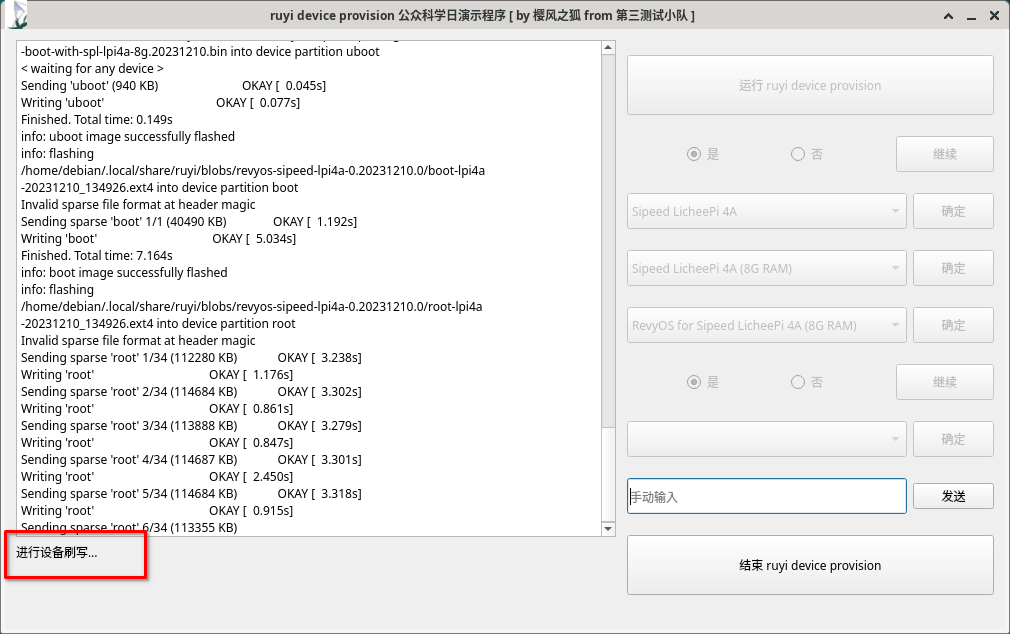 ruyi device provision 公众科学日演示程序 [ by 樱风之狐 from 第三测试小队 ]
-boot-with-spl-lpi4a-8g.20231210.bin into device partition uboot
< waiting for any device >
Sending 'uboot' (940 KB) OKAY [ 0.045s]
Writing 'uboot' OKAY [ 0.077s]
Finished. Total time: 0.149s
info: uboot image successfully flashed
info: flashing
/home/debian/.local/share/ruyi/blobs/revyos-sipeed-lpi4a-0.20231210.0/boot-lpi4a
-20231210_134926.ext4 into device partition boot
Invalid sparse file format at header magic
Sending sparse 'boot' 1/1 (40490 KB) OKAY [ 1.192s]
Writing 'boot' OKAY [ 5.034s]
Finished. Total time: 7.164s
info: boot image successfully flashed
info: flashing
/home/debian/.local/share/ruyi/blobs/revyos-sipeed-lpi4a-0.20231210.0/root-lpi4a
-20231210_134926.ext4 into device partition root
Invalid sparse file format at header magic
Sending sparse 'root' 1/34 (112280 KB) OKAY [ 3.238s]
Writing 'root' OKAY [ 1.176s]
Sending sparse 'root' 2/34 (114684 KB) OKAY [ 3.302s]
Writing 'root' OKAY [ 0.861s]
Sending sparse 'root' 3/34 (113888 KB) OKAY [ 3.279s]
Writing 'root' OKAY [ 0.847s]
Sending sparse 'root' 4/34 (114687 KB) OKAY [ 3.301s]
Writing 'root' OKAY [ 2.450s]
Sending sparse 'root' 5/34 (114684 KB) OKAY [ 3.318s]
Writing 'root' OKAY [ 0.915s]
Sending sparse 'root' 6/34 (113355 KB)
进行设备刷写...
运行 ruyi device provision
是 否 继续
Sipeed LicheePi 4A 确定
Sipeed LicheePi 4A (8G RAM) 确定
RevyOS for Sipeed LicheePi 4A (8G RAM) 确定
是 否 继续
确定
手动输入 发送
结束 ruyi device provision